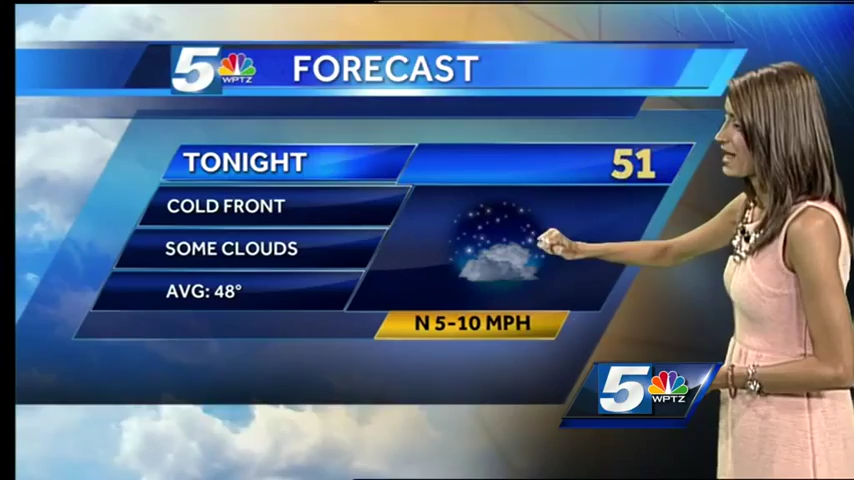 5 WPTZ FORECAST
TONIGHT 51
COLD FRONT
SOME CLOUDS
AVG: 48°
N 5-10 MPH
5 WPTZ